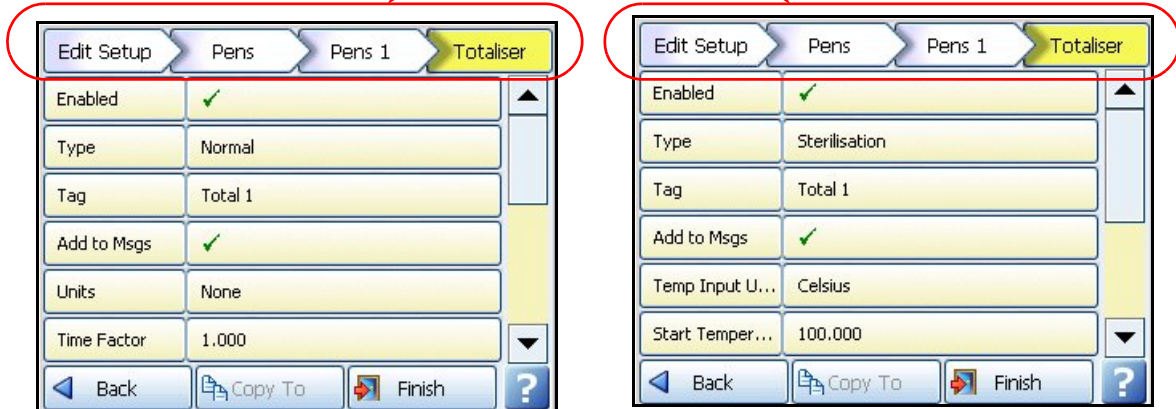 Edit Setup Pens Pens 1 Totaliser
Enabled
Type Normal
Tag Total 1
Add to Msgs
Units None
Time Factor 1.000
Back Copy To Finish ?
Edit Setup Pens Pens 1 Totaliser
Enabled
Type Sterilisation
Tag Total 1
Add to Msgs
Temp Input U... Celsius
Start Temper... 100.000
Back Copy To Finish ?